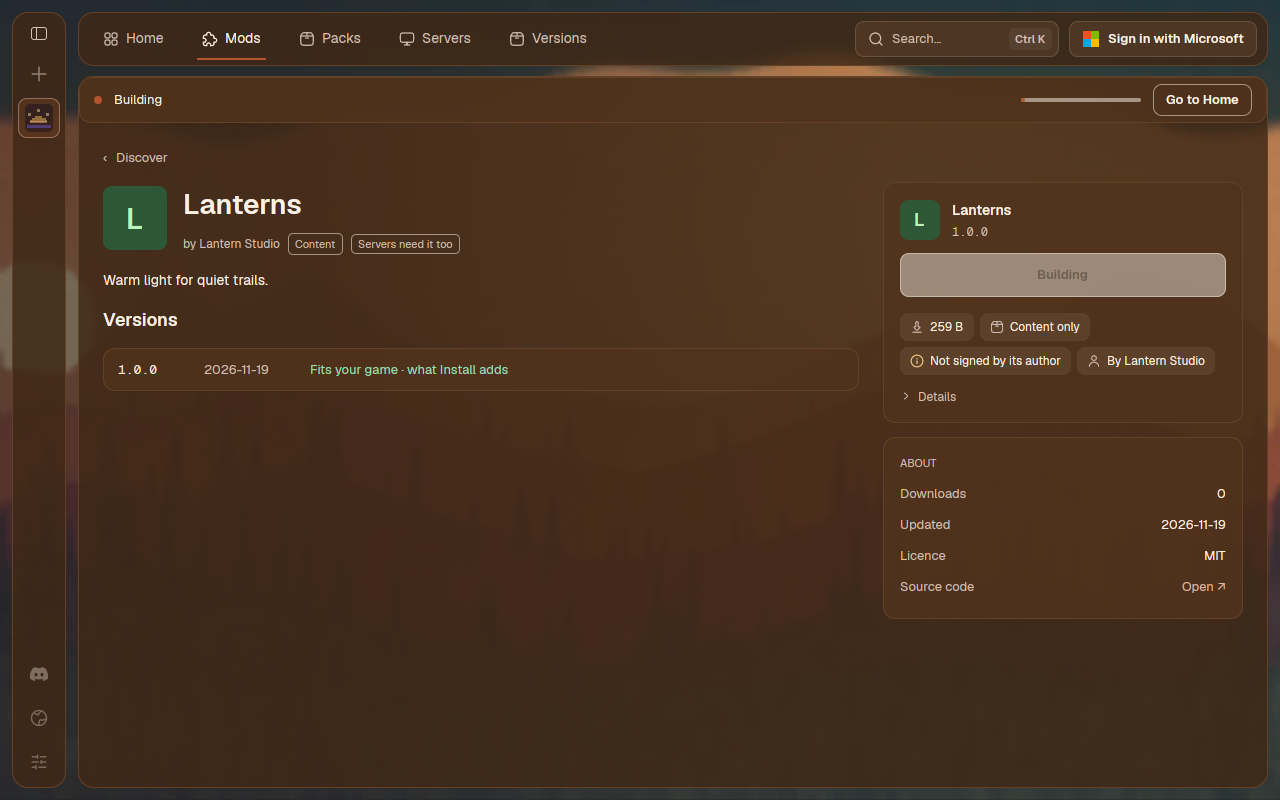 Home
Mods
Packs
Servers
Versions
Search...
Ctrl K
Sign in with Microsoft
Building
Go to Home
‹ Discover
L
Lanterns
by Lantern Studio
Content
Servers need it too
Warm light for quiet trails.
Versions
1.0.0
2026-11-19
Fits your game · what Install adds
L
Lanterns
1.0.0
Building
259 B
Content only
Not signed by its author
By Lantern Studio
Details
ABOUT
Downloads 0
Updated 2026-11-19
Licence MIT
Source code Open ↗